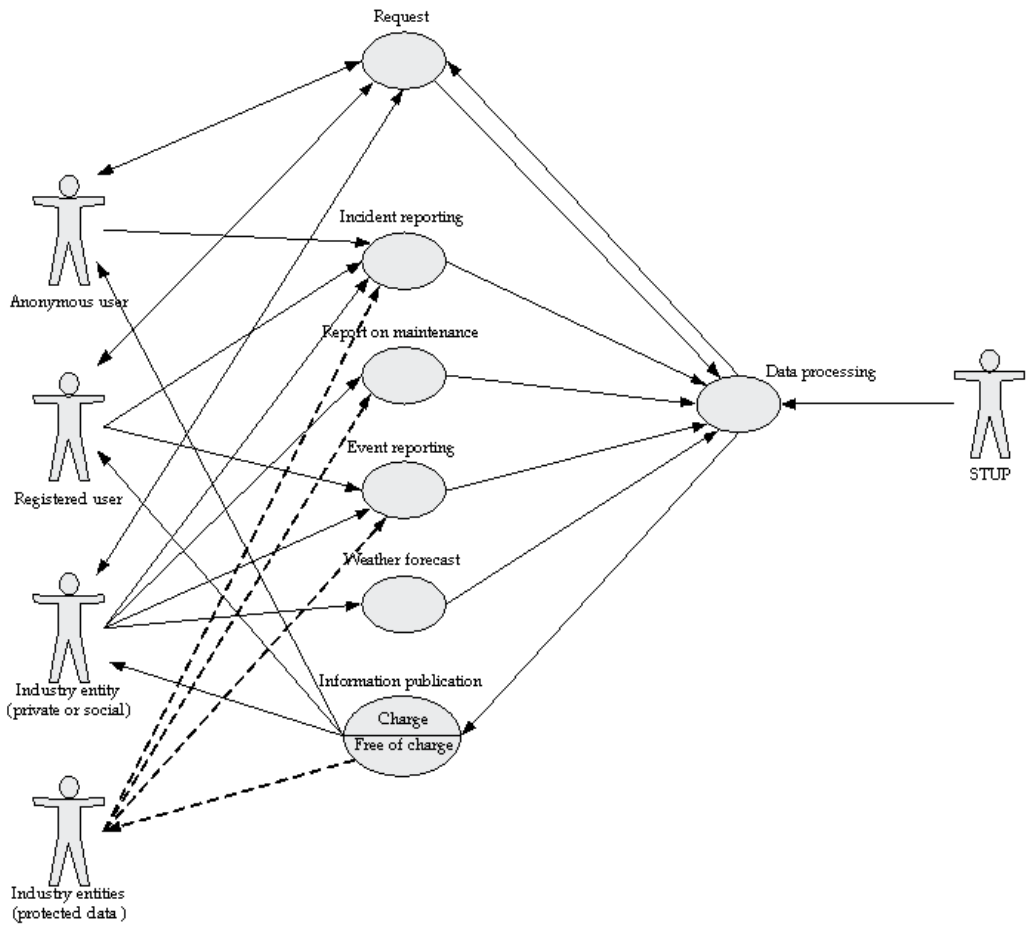 Request
Incident reporting
Anonymous user
Report on maintenance
Data processing
Event reporting
STUP
Registered user
Weather forecast
Information publication
Industry entity
(private or social)
Charge
Free of charge
Industry entities
(protected data )